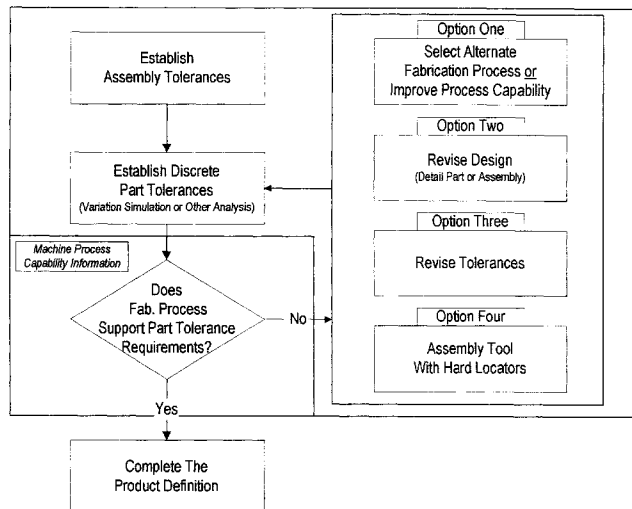 Establish
Assembly Tolerances
Establish Discrete
Part Tolerances
(Variation Simulation or Other Analysis)
Machine Process
Capability Information
Does
Fab. Process
Support Part Tolerance
Requirements?
No
Yes
Complete The
Product Definition
Option One
Select Alternate
Fabrication Process or
Improve Process Capability
Option Two
Revise Design
(Detail Part or Assembly)
Option Three
Revise Tolerances
Option Four
Assembly Tool
With Hard Locators